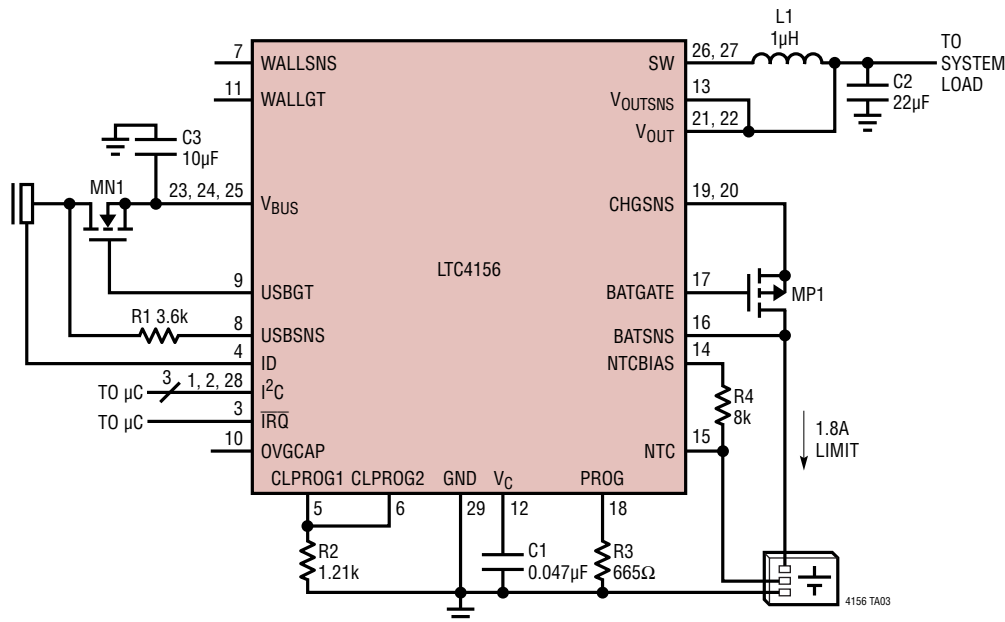 L1
1µH
TO
SYSTEM
LOAD
7
WALLSNS
SW
26, 27
11
WALLGT
13
VOUTSNS
C2
22µF
21, 22
VOUT
C3
10µF
MN1
23, 24, 25
VBUS
CHGSNS
19, 20
LTC4156
9
USBGT
BATGATE
17
MP1
R1 3.6k
8
USBSNS
BATSNS
16
4
ID
NTCBIAS
14
TO µC
3
1, 2, 28
I2C
R4
8k
TO µC
3
IRQ
1.8A
LIMIT
10
OVGCAP
NTC
15
CLPROG1
CLPROG2
GND
VC
PROG
5
6
29
12
18
R2
1.21k
C1
0.047µF
R3
665Ω
4156 TA03